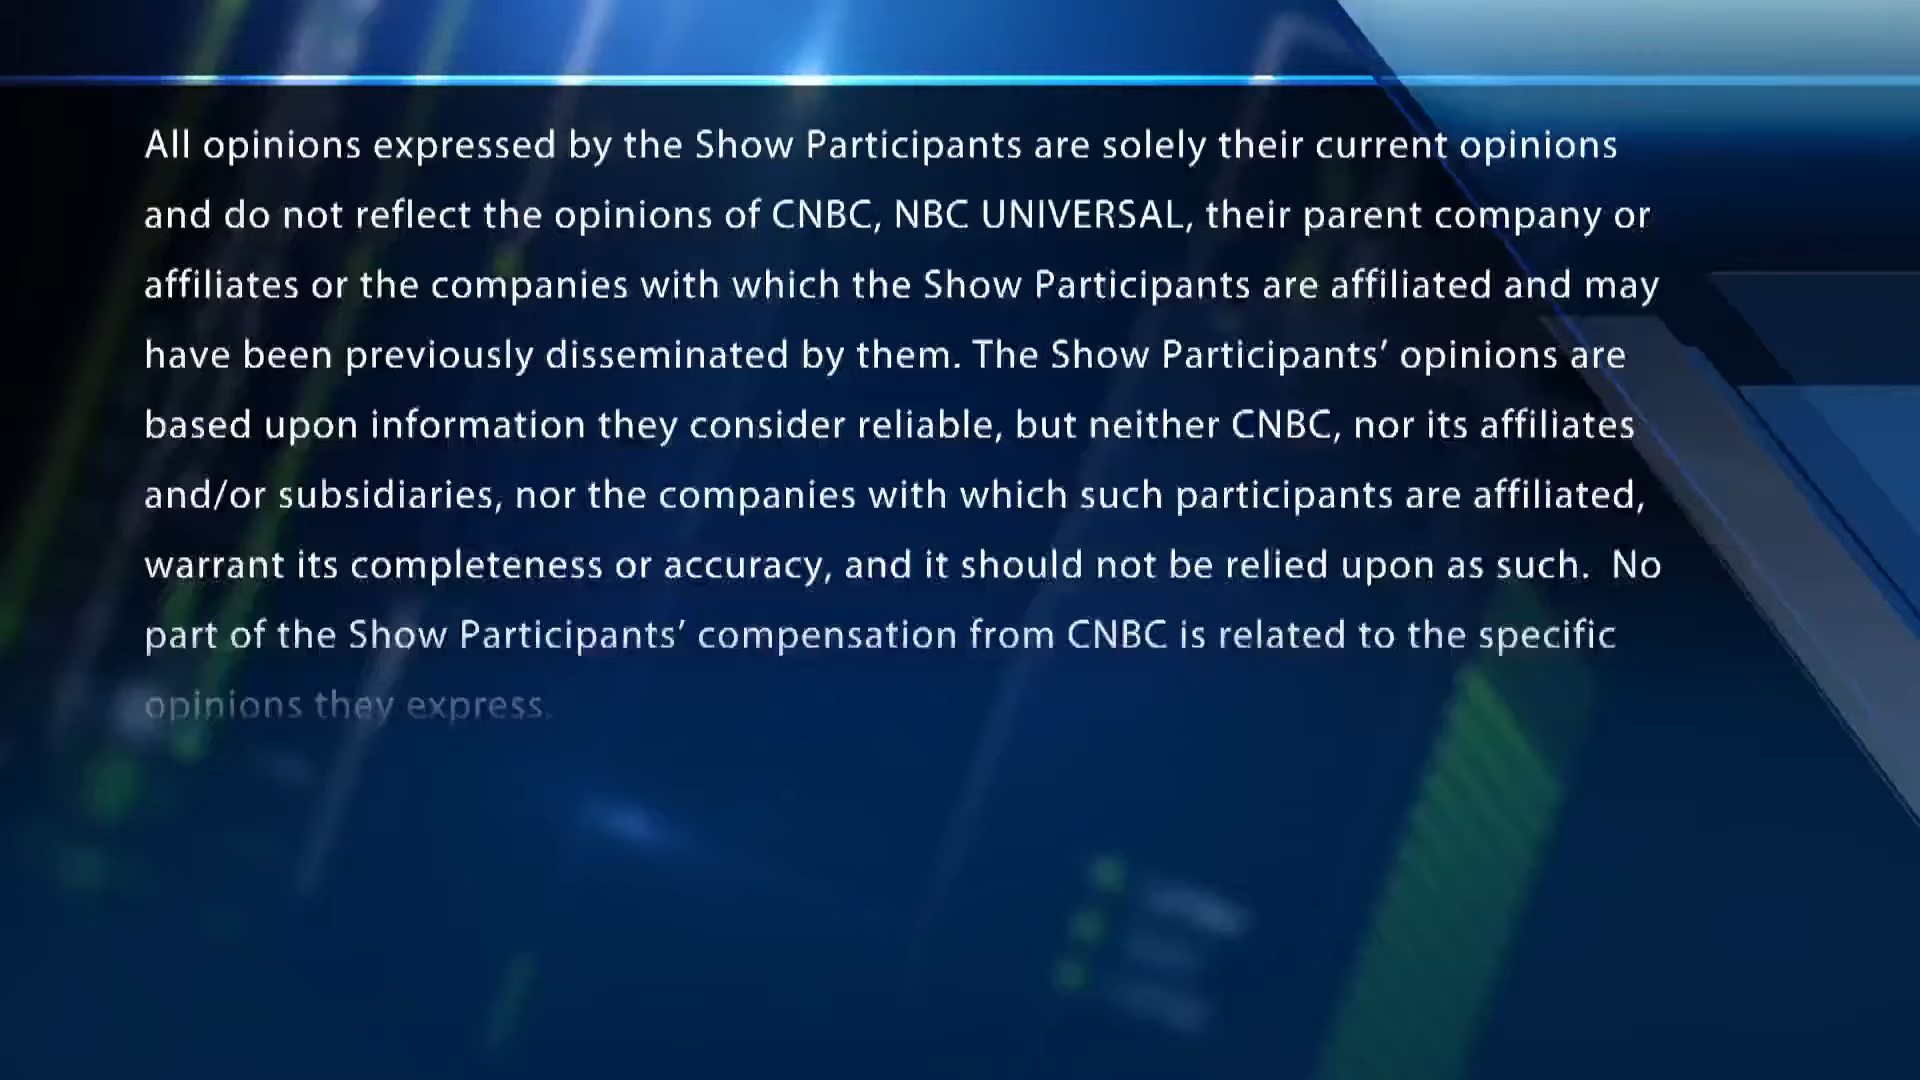 All opinions expressed by the Show Participants are solely their current opinions
and do not reflect the opinions of CNBC, NBC UNIVERSAL, their parent company or
affiliates or the companies with which the Show Participants are affiliated and may
have been previously disseminated by them. The Show Participants’ opinions are
based upon information they consider reliable, but neither CNBC, nor its affiliates
and/or subsidiaries, nor the companies with which such participants are affiliated,
warrant its completeness or accuracy, and it should not be relied upon as such.  No
part of the Show Participants’ compensation from CNBC is related to the specific
opinions they express.